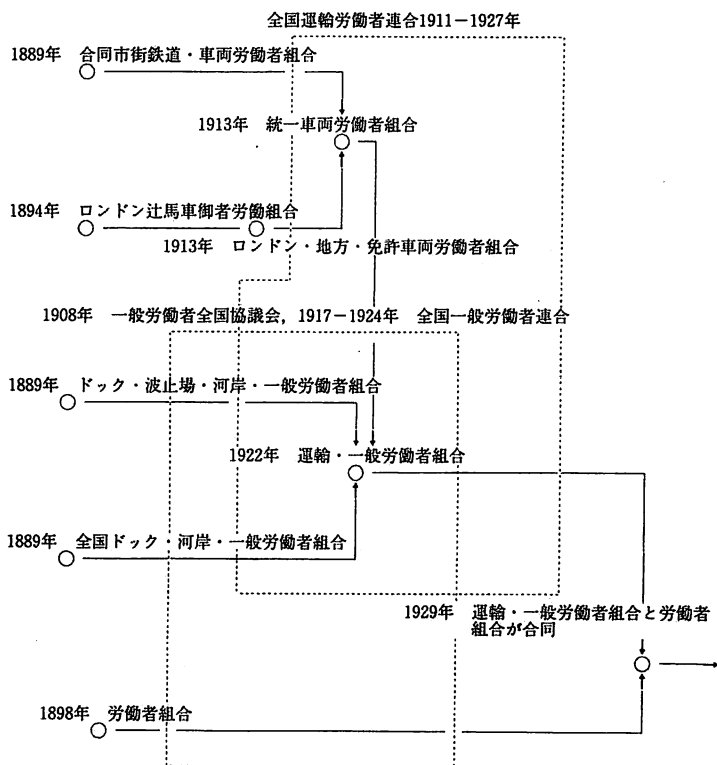 全国運輸労働者連合1911－1927年
1889年　合同市街鉄道・車両労働者組合
1913年　統一車両労働者組合
1894年　ロンドン辻馬車御者労働組合
1913年　ロンドン・地方・免許車両労働者組合
1908年　一般労働者全国協議会，1917－1924年　全国一般労働者連合
1889年　ドック・波止場・河岸・一般労働者組合
1922年　運輸・一般労働者組合
1889年　全国ドック・河岸・一般労働者組合
1929年　運輸・一般労働者組合と労働者
組合が合同
1898年　労働者組合